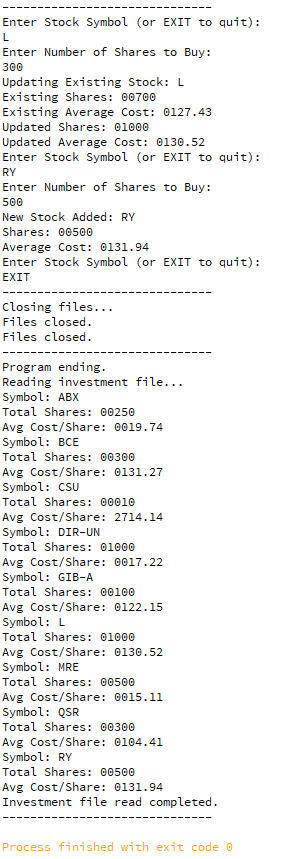 ------------------------------
Enter Stock Symbol (or EXIT to quit):
L
Enter Number of Shares to Buy:
300
Updating Existing Stock: L
Existing Shares: 00700
Existing Average Cost: 0127.43
Updated Shares: 01000
Updated Average Cost: 0130.52
Enter Stock Symbol (or EXIT to quit):
RY
Enter Number of Shares to Buy:
500
New Stock Added: RY
Shares: 00500
Average Cost: 0131.94
Enter Stock Symbol (or EXIT to quit):
EXIT
------------------------------
Closing files...
Files closed.
Files closed.
------------------------------
Program ending.
Reading investment file...
Symbol: ABX
Total Shares: 00250
Avg Cost/Share: 0019.74
Symbol: BCE
Total Shares: 00300
Avg Cost/Share: 0131.27
Symbol: CSU
Total Shares: 00010
Avg Cost/Share: 2714.14
Symbol: DIR-UN
Total Shares: 01000
Avg Cost/Share: 0017.22
Symbol: GIB-A
Total Shares: 00100
Avg Cost/Share: 0122.15
Symbol: L
Total Shares: 01000
Avg Cost/Share: 0130.52
Symbol: MRE
Total Shares: 00500
Avg Cost/Share: 0015.11
Symbol: QSR
Total Shares: 00300
Avg Cost/Share: 0104.41
Symbol: RY
Total Shares: 00500
Avg Cost/Share: 0131.94
Investment file read completed.
------------------------------
Process finished with exit code 0